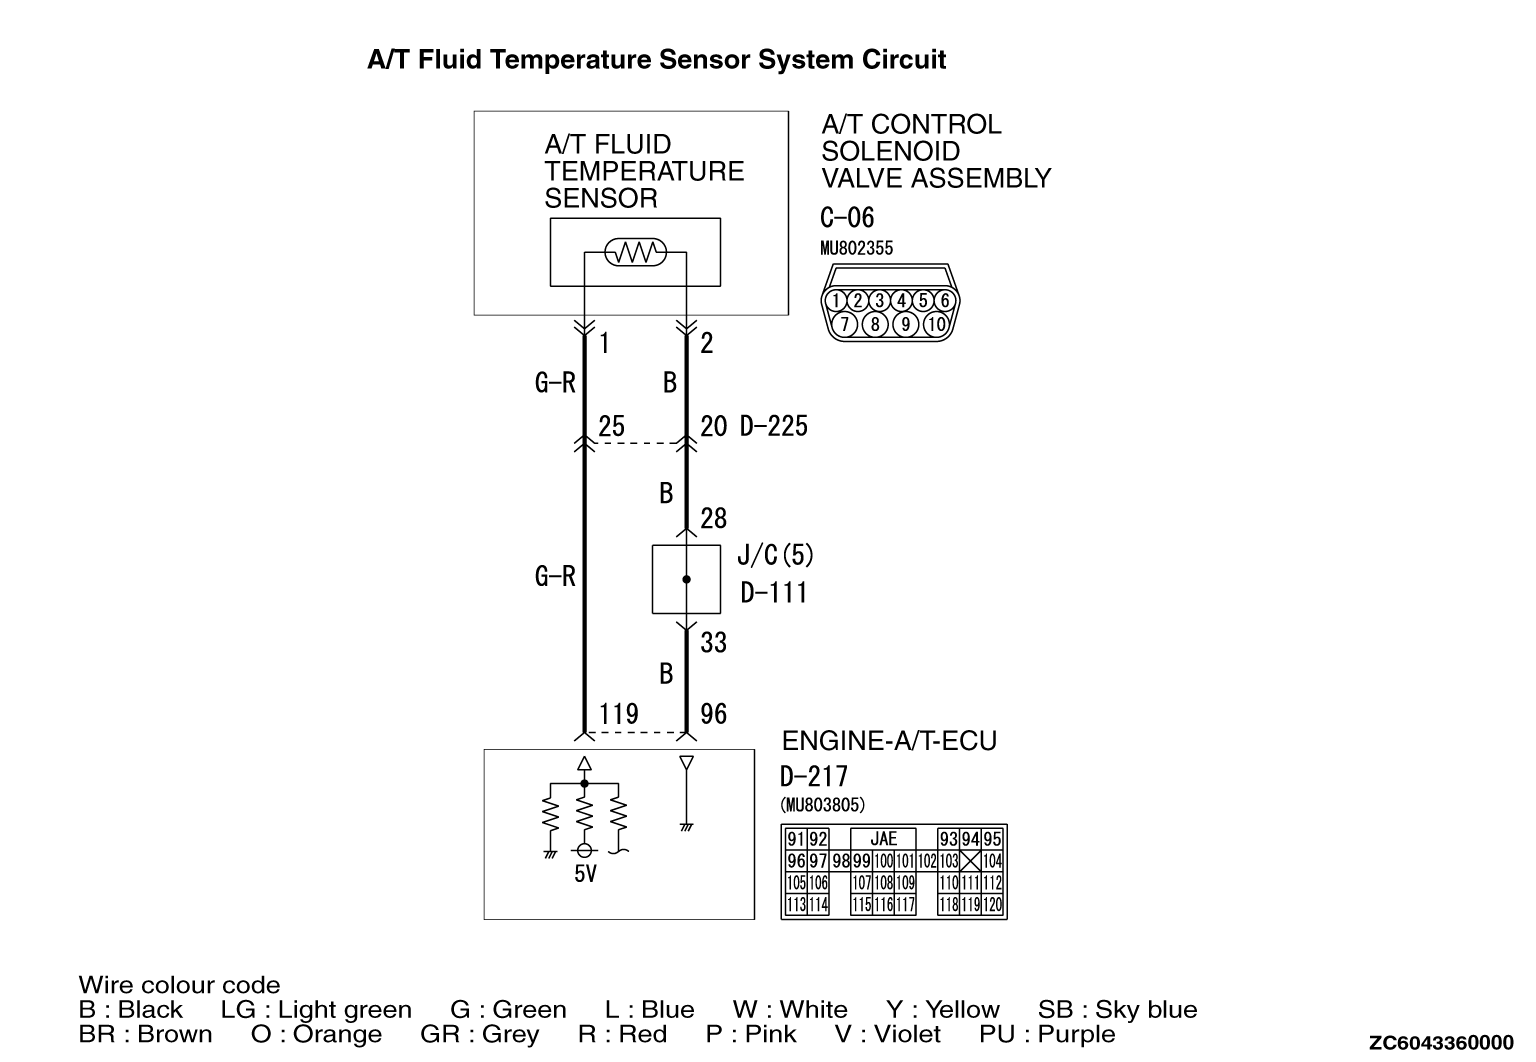 A/T Fluid Temperature Sensor System Circuit
A/T FLUID
TEMPERATURE
SENSOR
A/T CONTROL
SOLENOID
VALVE ASSEMBLY
C-06
MU802355
1 2 3 4 5 6
7 8 9 10
1 2
G-R B
25 20 D-225
B
28
J/C(5)
G-R
D-111
33
B
119 96
ENGINE-A/T-ECU
D-217
(MU803805)
5V
91 92 JAE 93 94 95
96 97 98 99 100 101 102 103 104
105 106 107 108 109 110 111 112
113 114 115 116 117 118 119 120
Wire colour code
B : Black LG : Light green G : Green L : Blue W : White Y : Yellow SB : Sky blue
BR : Brown O : Orange GR : Grey R : Red P : Pink V : Violet PU : Purple
ZC6043360000